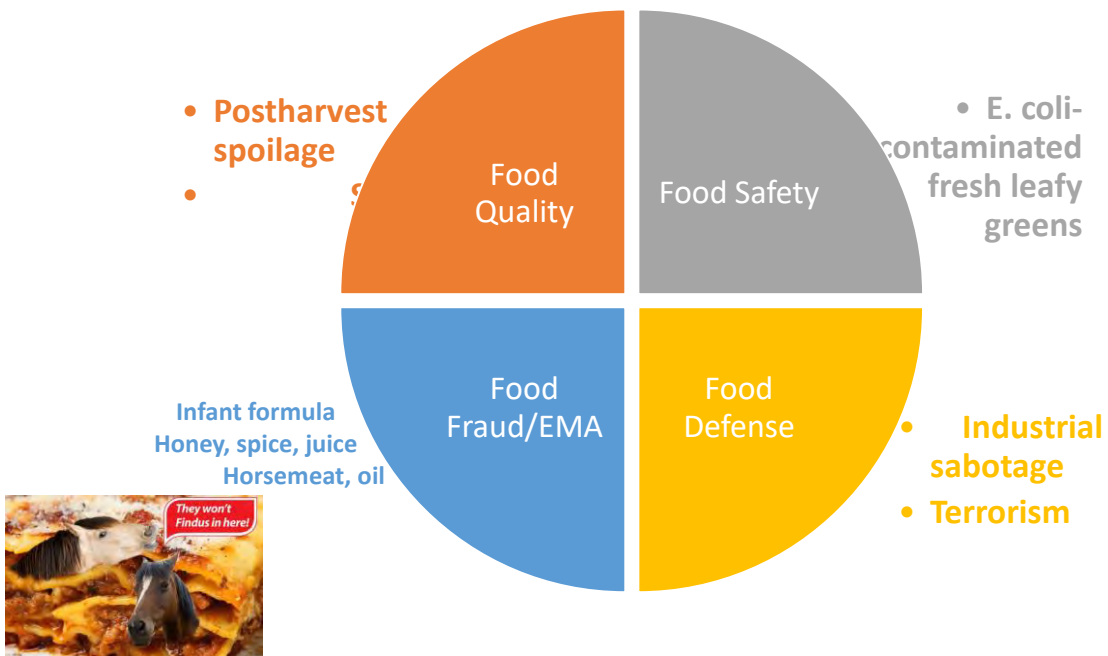 • Postharvest
spoilage
•
Food
Quality
Food Safety
• E. coli-
contaminated
fresh leafy
greens
Food
Fraud/EMA
Food
Defense
Infant formula
Honey, spice, juice
Horsemeat, oil
• Industrial
sabotage
• Terrorism
They won't
Findus in here!